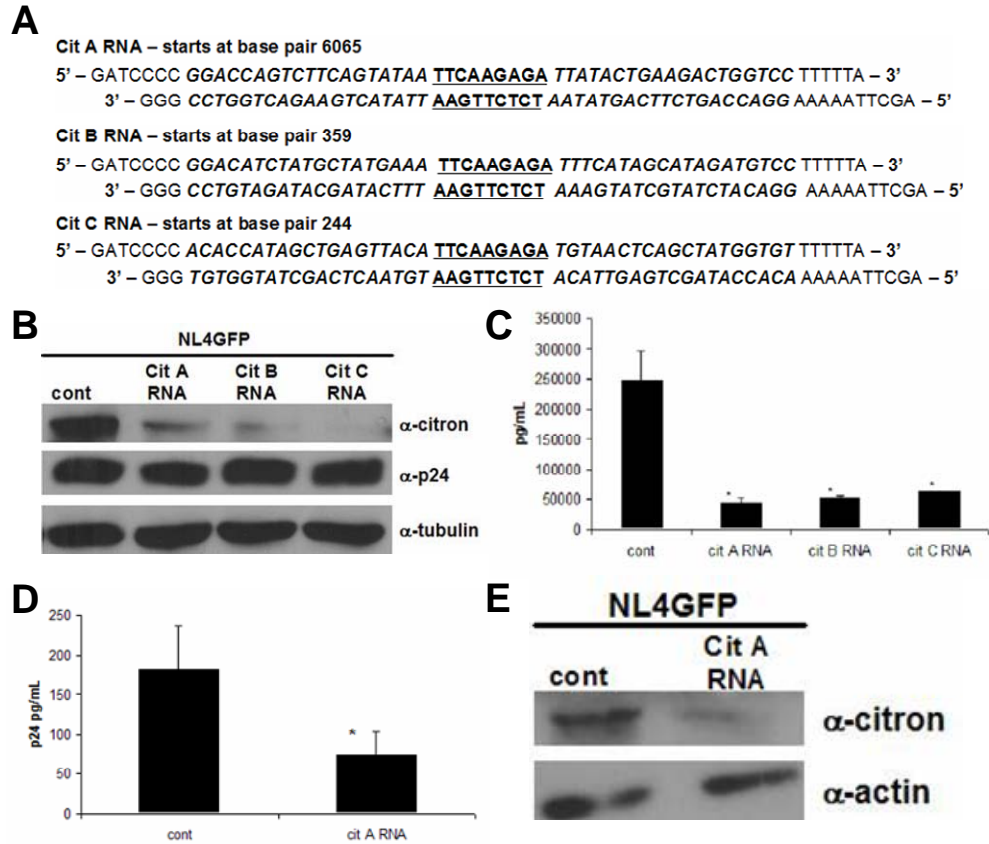 A
Cit A RNA – starts at base pair 6065
5' – GATCCCC GGACCAGTCTTCAGTATAA TTCAAGAGA TTATACTGAAGACTGGTCC TTTTTA – 3'
3' – GGG CCTGGTCAGAAGTCATATT AAGTTCTCT AATATGACTTCTGACCAGG AAAAATTCGA – 5'
Cit B RNA – starts at base pair 359
5' – GATCCCC GGACATCTATGCTATGAAA TTCAAGAGA TTTCATAGCATAGATGTCC TTTTTA – 3'
3' – GGG CCTGTAGATACGATACTTT AAGTTCTCT AAAGTATCGTATCTACAGG AAAAATTCGA – 5'
Cit C RNA – starts at base pair 244
5' – GATCCCC ACACCATAGCTGAGTTACA TTCAAGAGA TGTAACTCAGCTATGGTGT TTTTTA – 3'
3' – GGG TGTGGTATCGACTCAATGT AAGTTCTCT ACATTGAGTCGATACCACA AAAAATTCGA – 5'
B
NL4GFP
cont Cit A RNA Cit B RNA Cit C RNA
α-citron
α-p24
α-tubulin
C
pg/mL
350000
300000
250000
200000
150000
100000
50000
0
* * *
cont cit A RNA cit B RNA cit C RNA
D
p24 pg/mL
250
200
150
100
50
0
*
cont cit A RNA
E
NL4GFP
cont Cit A RNA
α-citron
α-actin